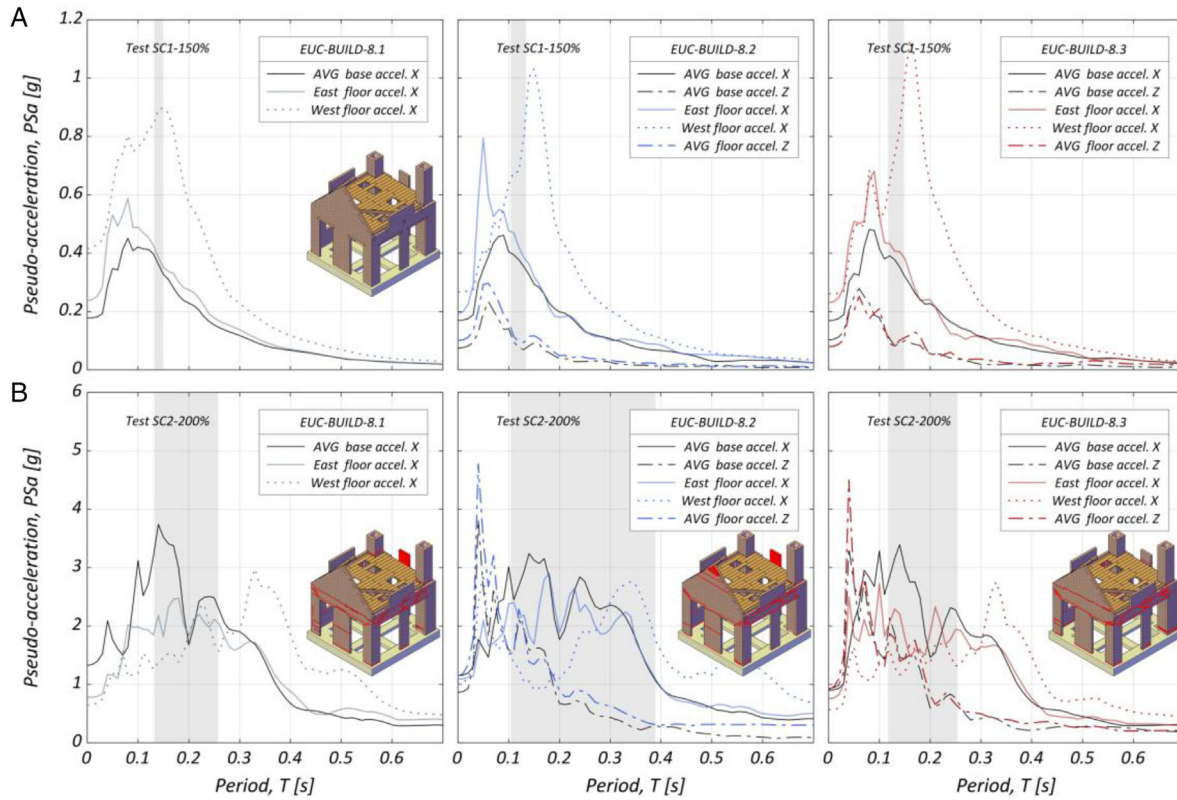 A
Pseudo-acceleration, PSa [g]
1.2
1
0.8
0.6
0.4
0.2
0
Test SC1-150%
EUC-BUILD-8.1
AVG base accel. X
East floor accel. X
West floor accel. X
Test SC1-150%
EUC-BUILD-8.2
AVG base accel. X
AVG base accel. Z
East floor accel. X
West floor accel. X
AVG floor accel. Z
Test SC1-150%
EUC-BUILD-8.3
AVG base accel. X
AVG base accel. Z
East floor accel. X
West floor accel. X
AVG floor accel. Z
B
Pseudo-acceleration, PSa [g]
6
5
4
3
2
1
0
Test SC2-200%
EUC-BUILD-8.1
AVG base accel. X
East floor accel. X
West floor accel. X
Test SC2-200%
EUC-BUILD-8.2
AVG base accel. X
AVG base accel. Z
East floor accel. X
West floor accel. X
AVG floor accel. Z
Test SC2-200%
EUC-BUILD-8.3
AVG base accel. X
AVG base accel. Z
East floor accel. X
West floor accel. X
AVG floor accel. Z
0 0.1 0.2 0.3 0.4 0.5 0.6
0 0.1 0.2 0.3 0.4 0.5 0.6
0 0.1 0.2 0.3 0.4 0.5 0.6
Period, T [s]
Period, T [s]
Period, T [s]